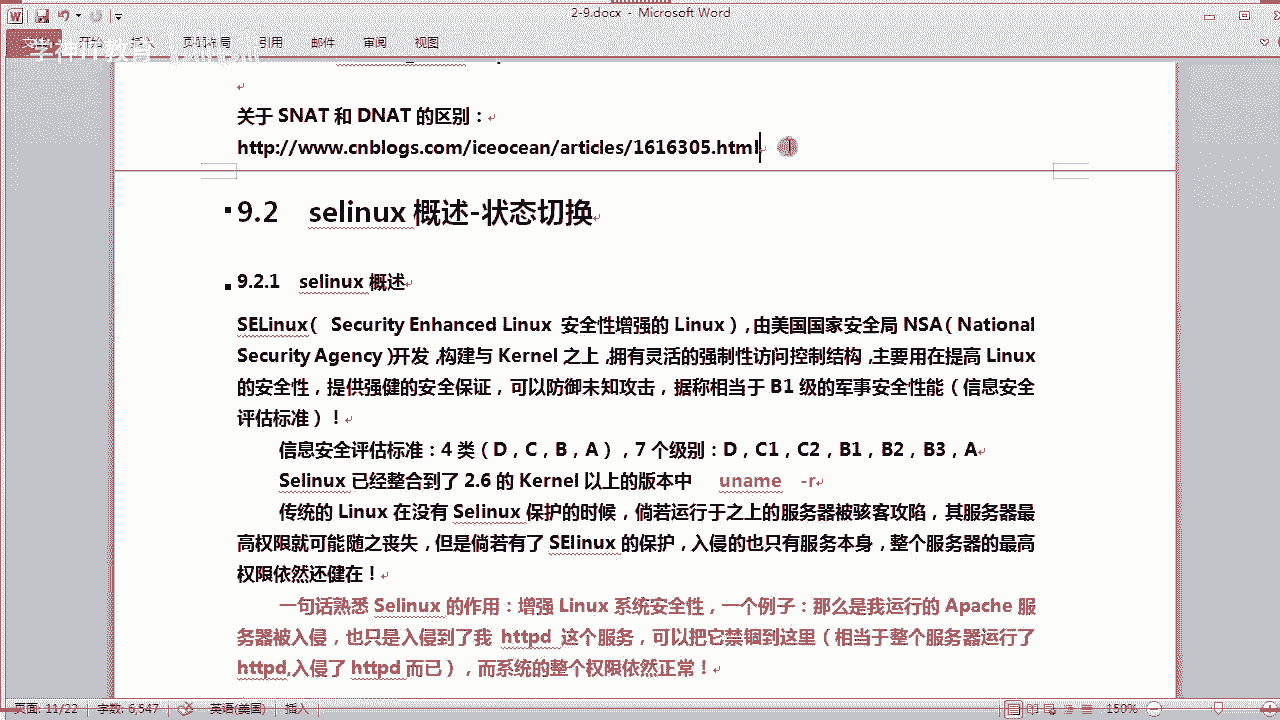 2-9.docx - Microsoft Word
引用 邮件 审阅 视图
关于 SNAT 和 DNAT 的区别：
http://www.cnblogs.com/iceocean/articles/1616305.html
9.2 selinux 概述-状态切换
9.2.1 selinux 概述
SELinux( Security Enhanced Linux 安全性增强的 Linux），由美国国家安全局 NSA（National
Security Agency）开发，构建与 Kernel 之上，拥有灵活的强制性访问控制结构，主要用在提高 Linux
的安全性，提供强健的安全保证，可以防御未知攻击，据称相当于 B1 级的军事安全性能（信息安全
评估标准）！
信息安全评估标准：4 类（D，C，B，A），7 个级别：D，C1，C2，B1，B2，B3，A
Selinux 已经整合到了 2.6 的 Kernel 以上的版本中 uname -r
传统的 Linux 在没有 Selinux 保护的时候，倘若运行于之上的服务器被骇客攻陷，其服务器最
高权限就可能随之丧失，但是倘若有了 SElinux 的保护，入侵的也只有服务本身，整个服务器的最高
权限依然还健在！
一句话熟悉 Selinux 的作用：增强 Linux 系统安全性，一个例子：那么是我运行的 Apache 服
务器被入侵，也只是入侵到了我 httpd 这个服务，可以把它禁锢到这里（相当于整个服务器运行了
httpd,入侵了 httpd 而已），而系统的整个权限依然正常！
页面: 11/22 字数: 6,547 英语(美国) 插入 150%